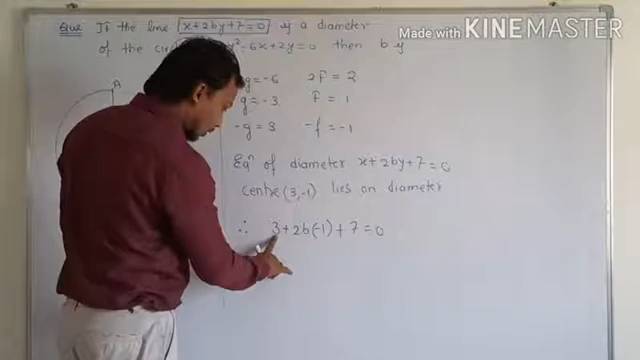 Made with KINEMASTER
Que If the line x+2by+7=0 is a diameter
of the y²-6x+2y=0 then b is
A
g=-6 2f=2
g=-3 f=1
-g=3 -f=-1
Eqⁿ of diameter x+2by+7=0
centre (3,-1) lies on diameter
∴ 3+2b(-1)+7=0